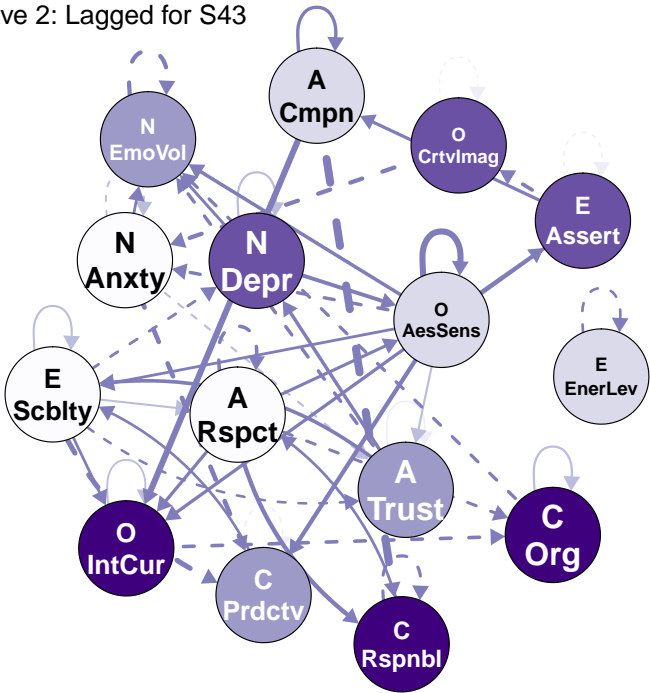 ve 2: Lagged for S43
A
Cmpn
N
EmoVol
O
CrtvImag
E
Assert
N
Anxty
N
Depr
O
AesSens
E
EnerLev
E
Scblty
A
Rspct
A
Trust
O
IntCur
C
Org
C
Prdctv
C
Rspnbl